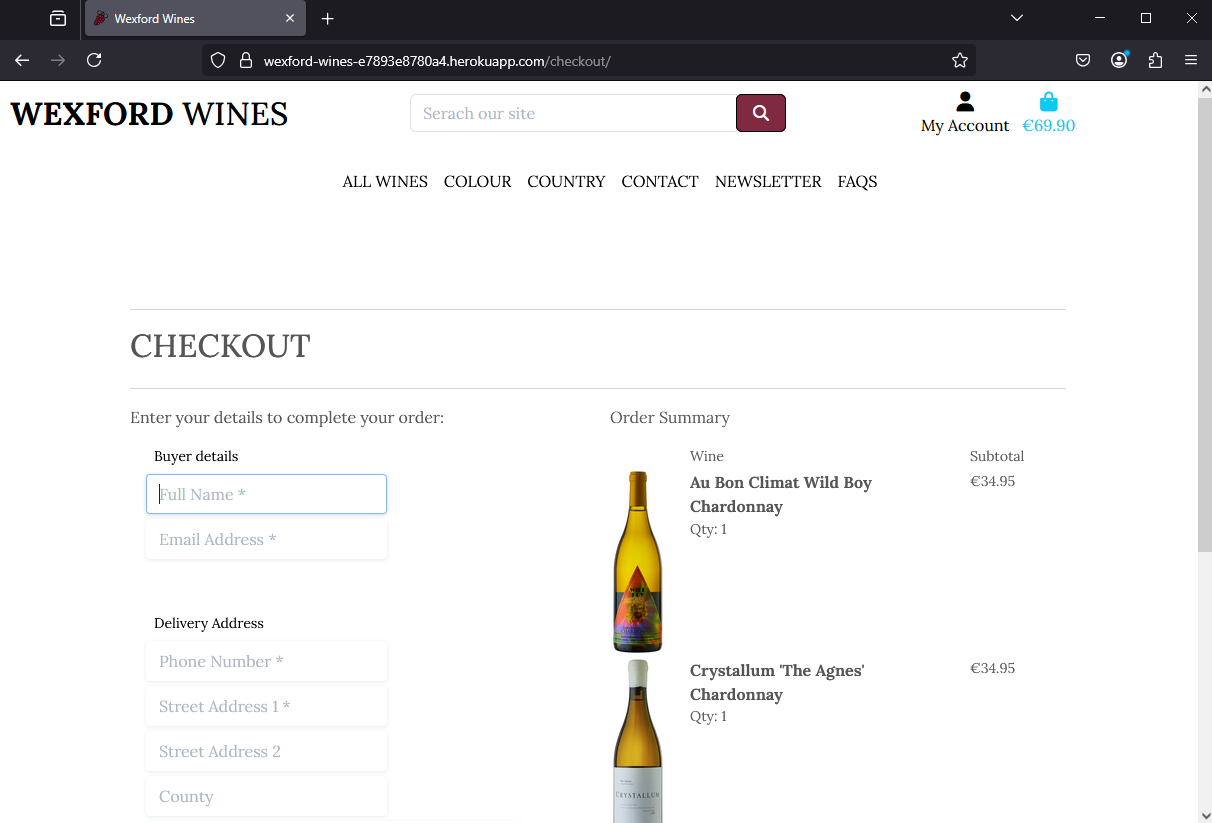 Wexford Wines
wexford-wines-e7893e8780a4.herokuapp.com/checkout/
WEXFORD WINES
Serach our site
My Account
€69.90
ALL WINES COLOUR COUNTRY CONTACT NEWSLETTER FAQS
CHECKOUT
Enter your details to complete your order:
Buyer details
Full Name *
Email Address *
Delivery Address
Phone Number *
Street Address 1 *
Street Address 2
County
Order Summary
Wine Subtotal
Au Bon Climat Wild Boy €34.95
Chardonnay
Qty: 1
WILD
BOY
Crystallum 'The Agnes' €34.95
Chardonnay
Qty: 1
CRYSTALLUM